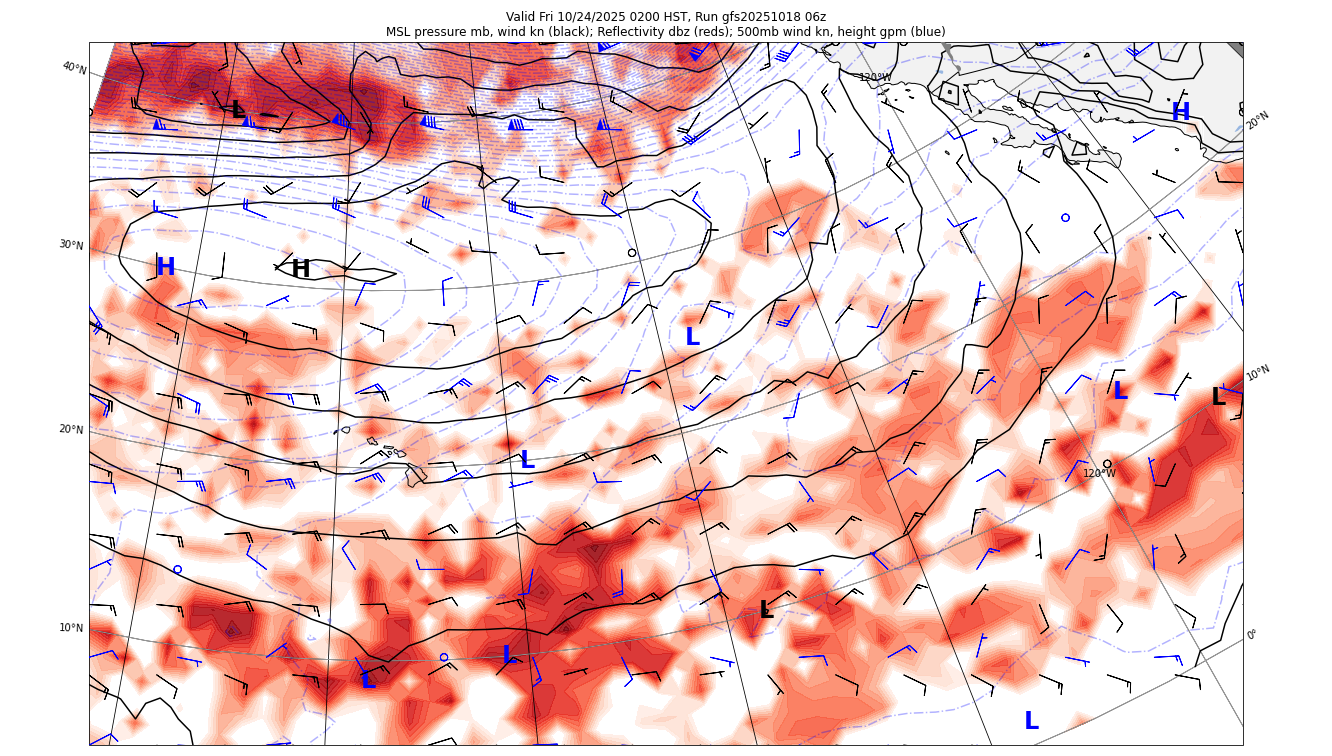 Valid Fri 10/24/2025 0200 HST, Run gfs20251018 06z
MSL pressure mb, wind kn (black); Reflectivity dbz (reds); 500mb wind kn, height gpm (blue)
40°N
120°W
L
H
20°N
30°N
H
H
L
10°N
L
L
20°N
L
120°W
L
10°N
0°
L
L
L